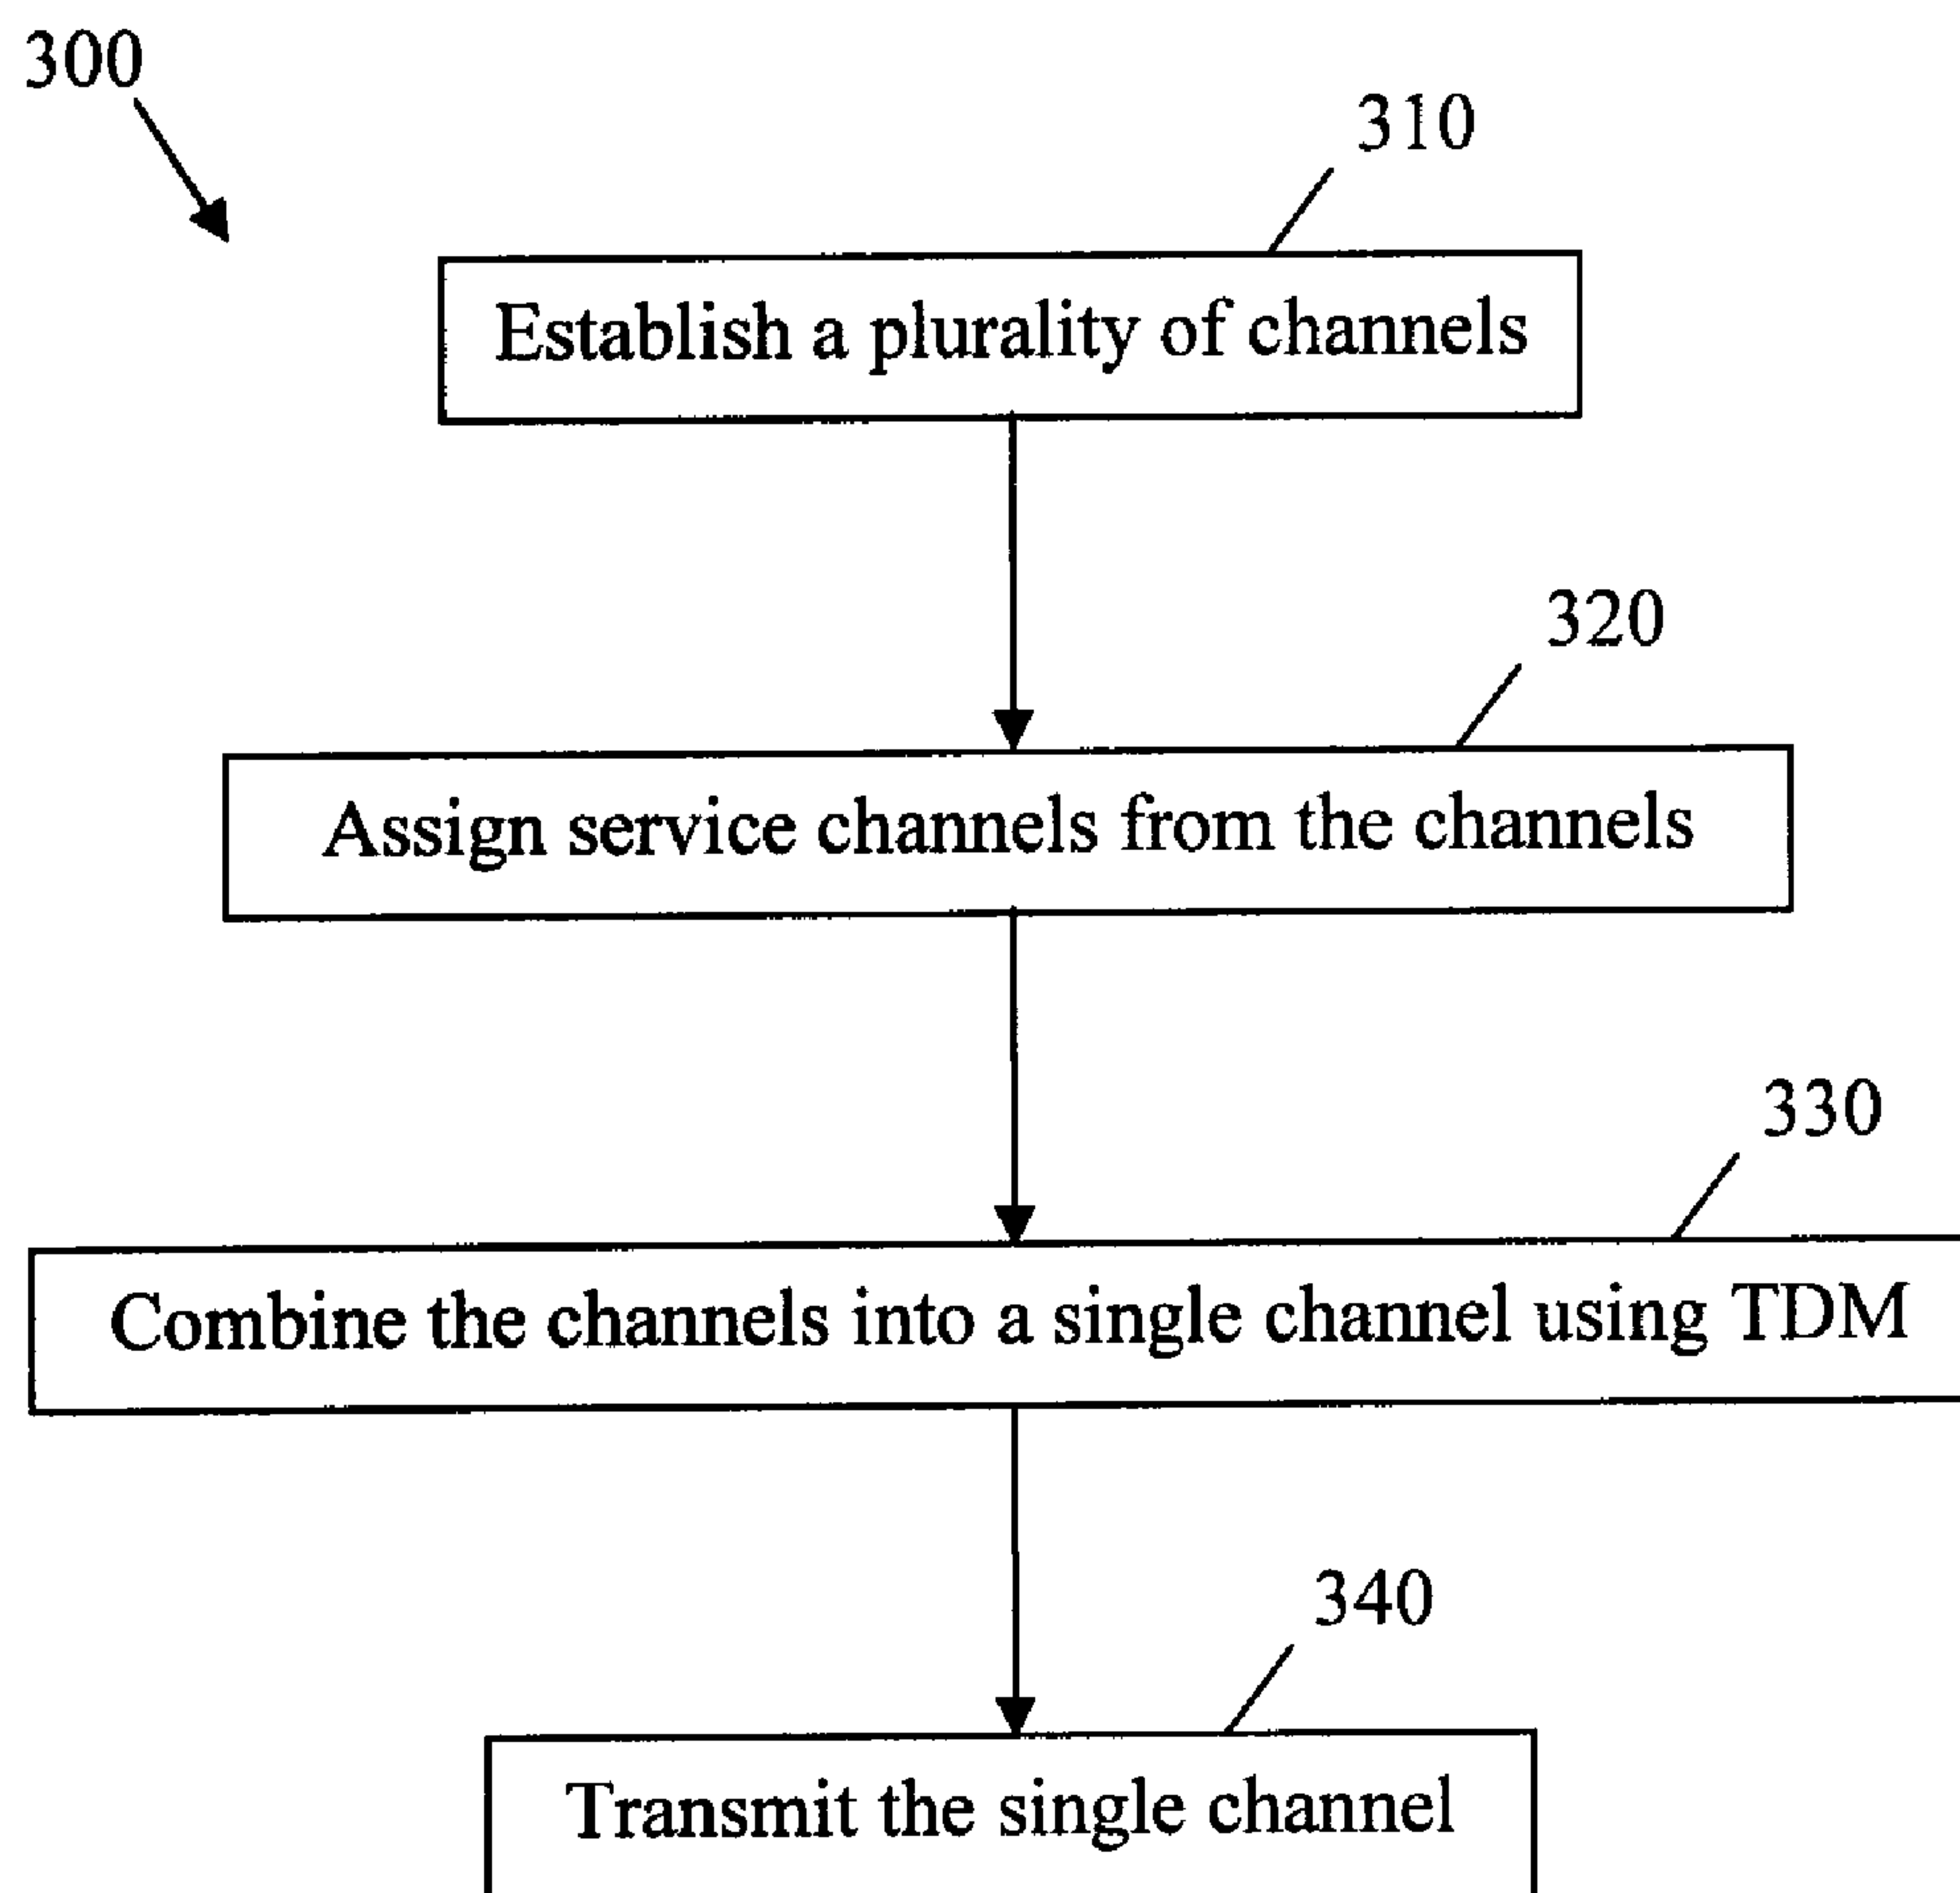 300
310
Establish a plurality of channels
320
Assign service channels from the channels
330
Combine the channels into a single channel using TDM
340
Transmit the single channel